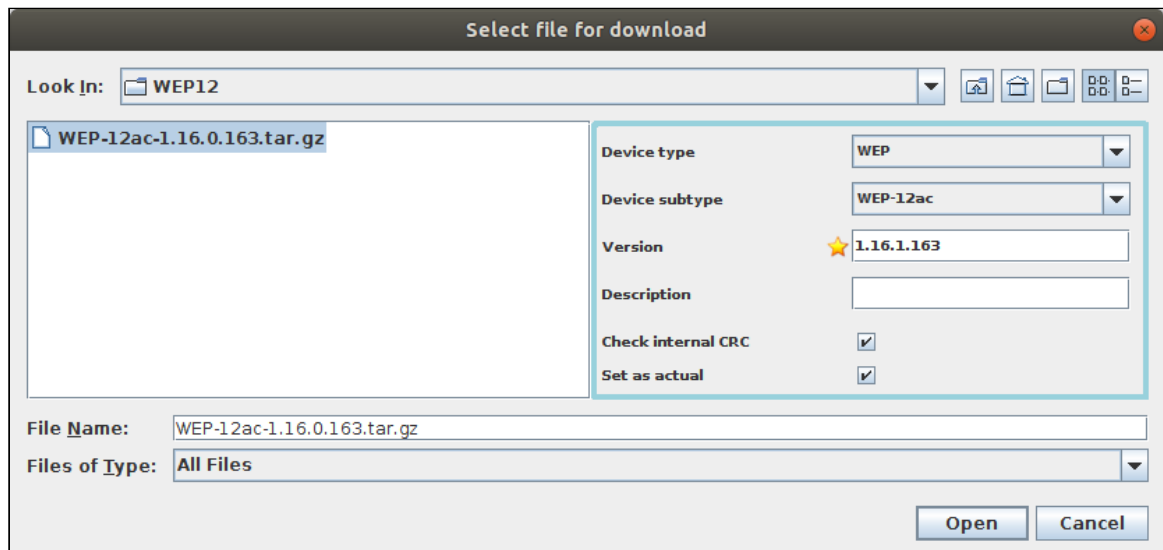 Select file for download
Look In: WEP12
WEP-12ac-1.16.0.163.tar.gz
Device type WEP
Device subtype WEP-12ac
Version 1.16.1.163
Description
Check internal CRC
Set as actual
File Name: WEP-12ac-1.16.0.163.tar.gz
Files of Type: All Files
Open Cancel